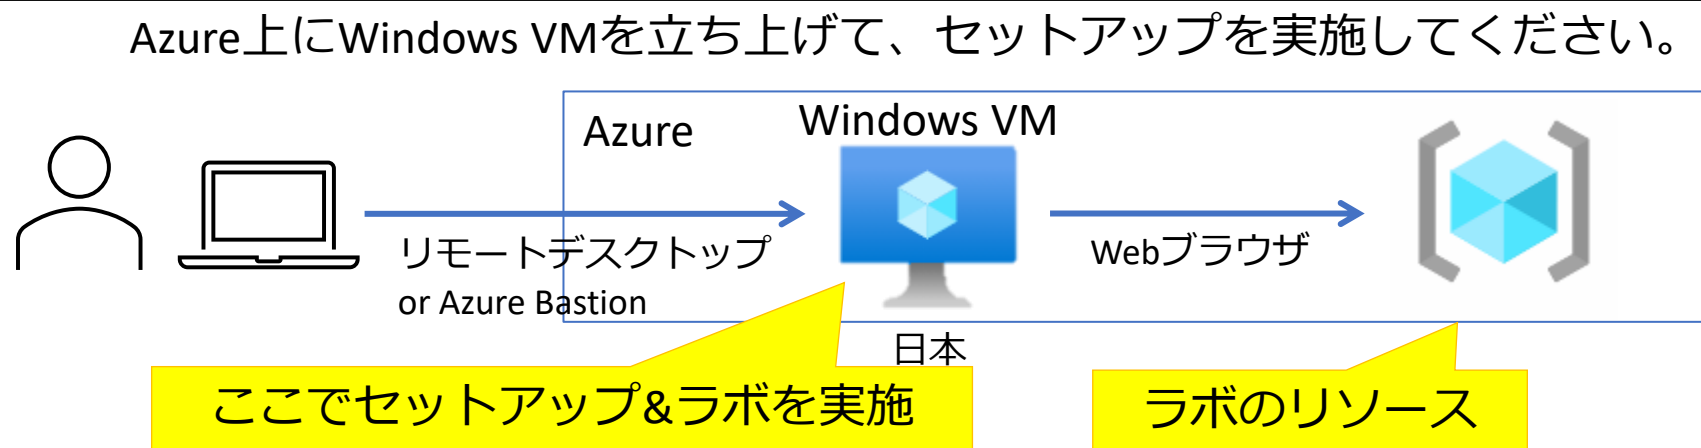 Azure上にWindows VMを立ち上げて、セットアップを実施してください。
Azure
Windows VM
リモートデスクトップ
or Azure Bastion
Webブラウザ
日本
ここでセットアップ&ラボを実施
ラボのリソース